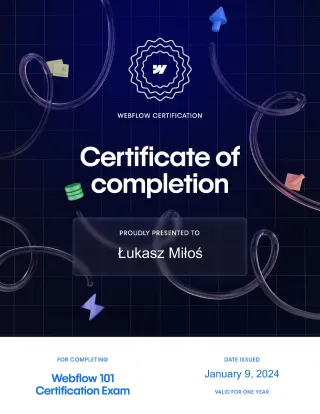 WEBFLOW CERTIFICATION
Certificate of
completion
PROUDLY PRESENTED TO
Łukasz Miłoś
FOR COMPLETING
Webflow 101
Certification Exam
DATE ISSUED
January 9, 2024
VALID FOR ONE YEAR